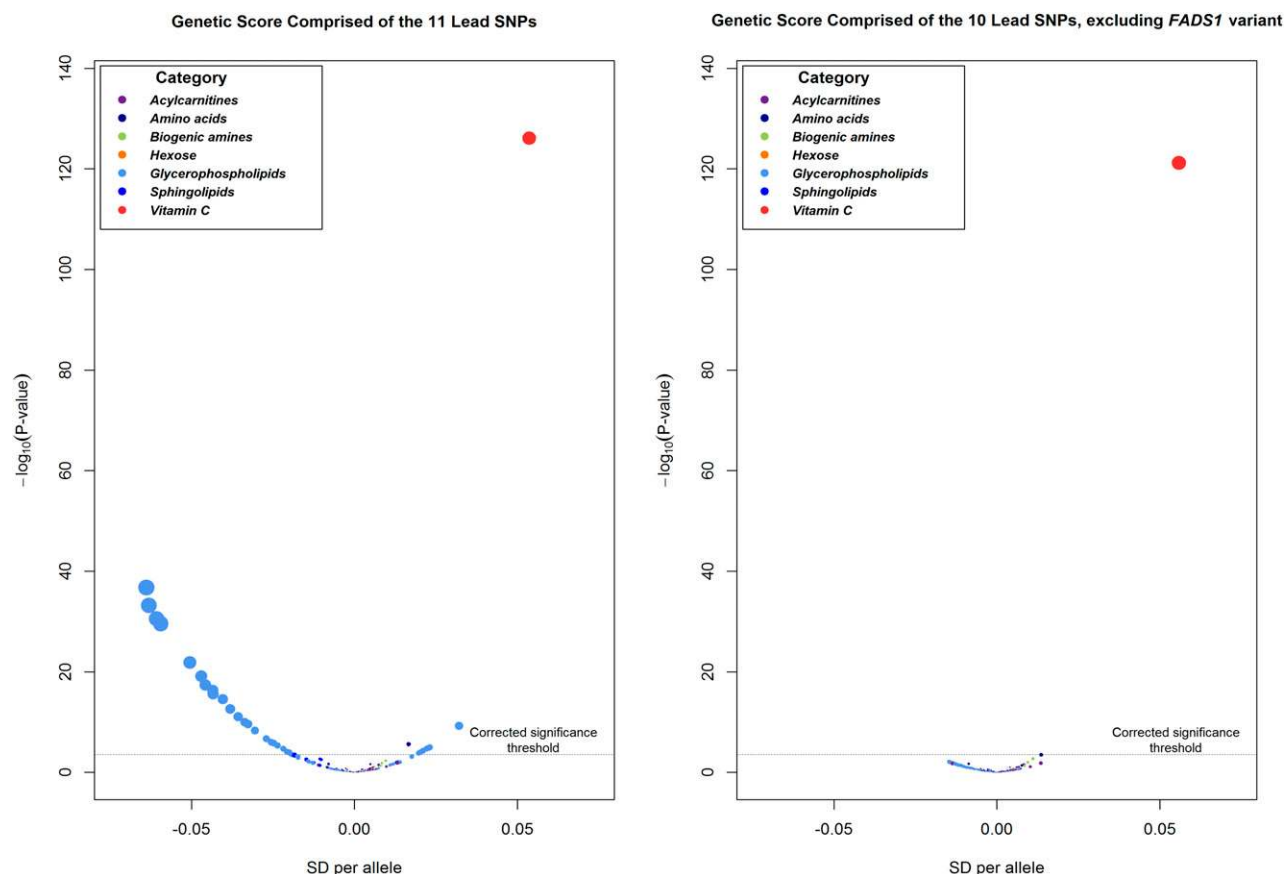 Genetic Score Comprised of the 11 Lead SNPs
140
120
100
80
60
40
20
0
−log10(P-value)
Category
Acylcarnitines
Amino acids
Biogenic amines
Hexose
Glycerophospholipids
Sphingolipids
Vitamin C
Corrected significance
threshold
-0.05
0.00
0.05
SD per allele
Genetic Score Comprised of the 10 Lead SNPs, excluding FADS1 variant
140
120
100
80
60
40
20
0
−log10(P-value)
Category
Acylcarnitines
Amino acids
Biogenic amines
Hexose
Glycerophospholipids
Sphingolipids
Vitamin C
Corrected significance
threshold
-0.05
0.00
0.05
SD per allele